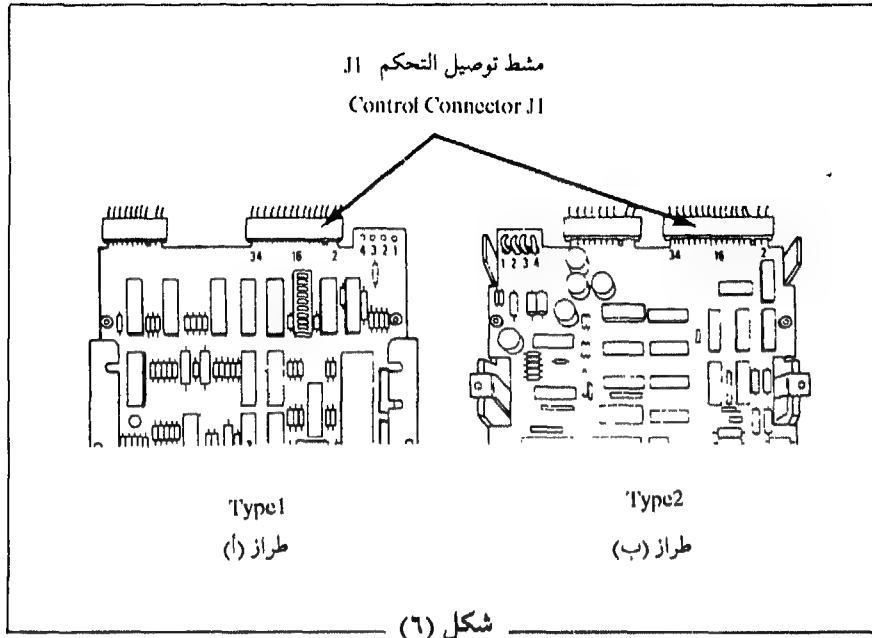 مشط توصيل التحكم J1
Control Connector J1
34 16 2 4 3 2 1
1 2 3 4 34 16 2
Type1 Type2
طراز (أ) طراز (ب)
شكل (٦)